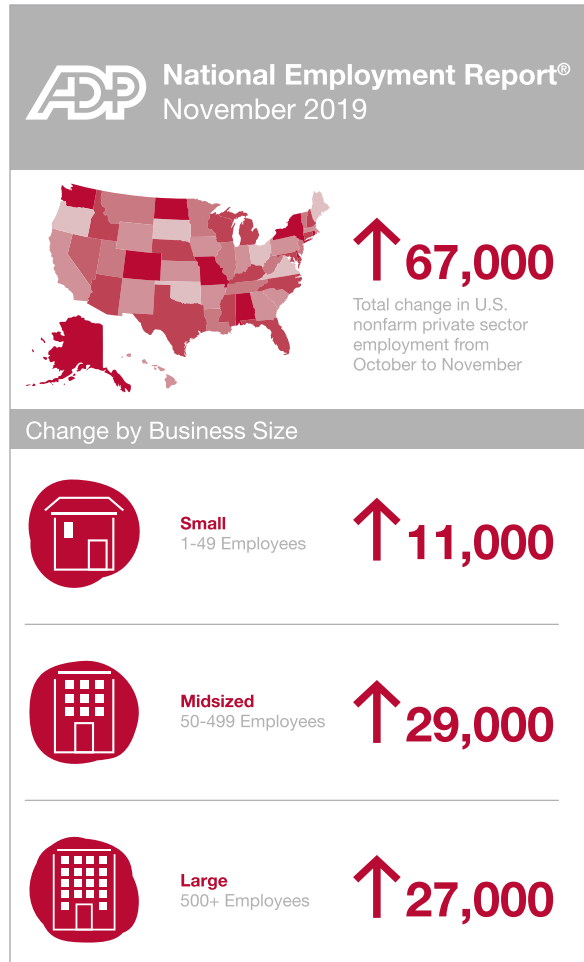 ADP
National Employment Report®
November 2019
↑67,000
Total change in U.S.
nonfarm private sector
employment from
October to November
Change by Business Size
Small
1-49 Employees
↑11,000
Midsized
50-499 Employees
↑29,000
Large
500+ Employees
↑27,000